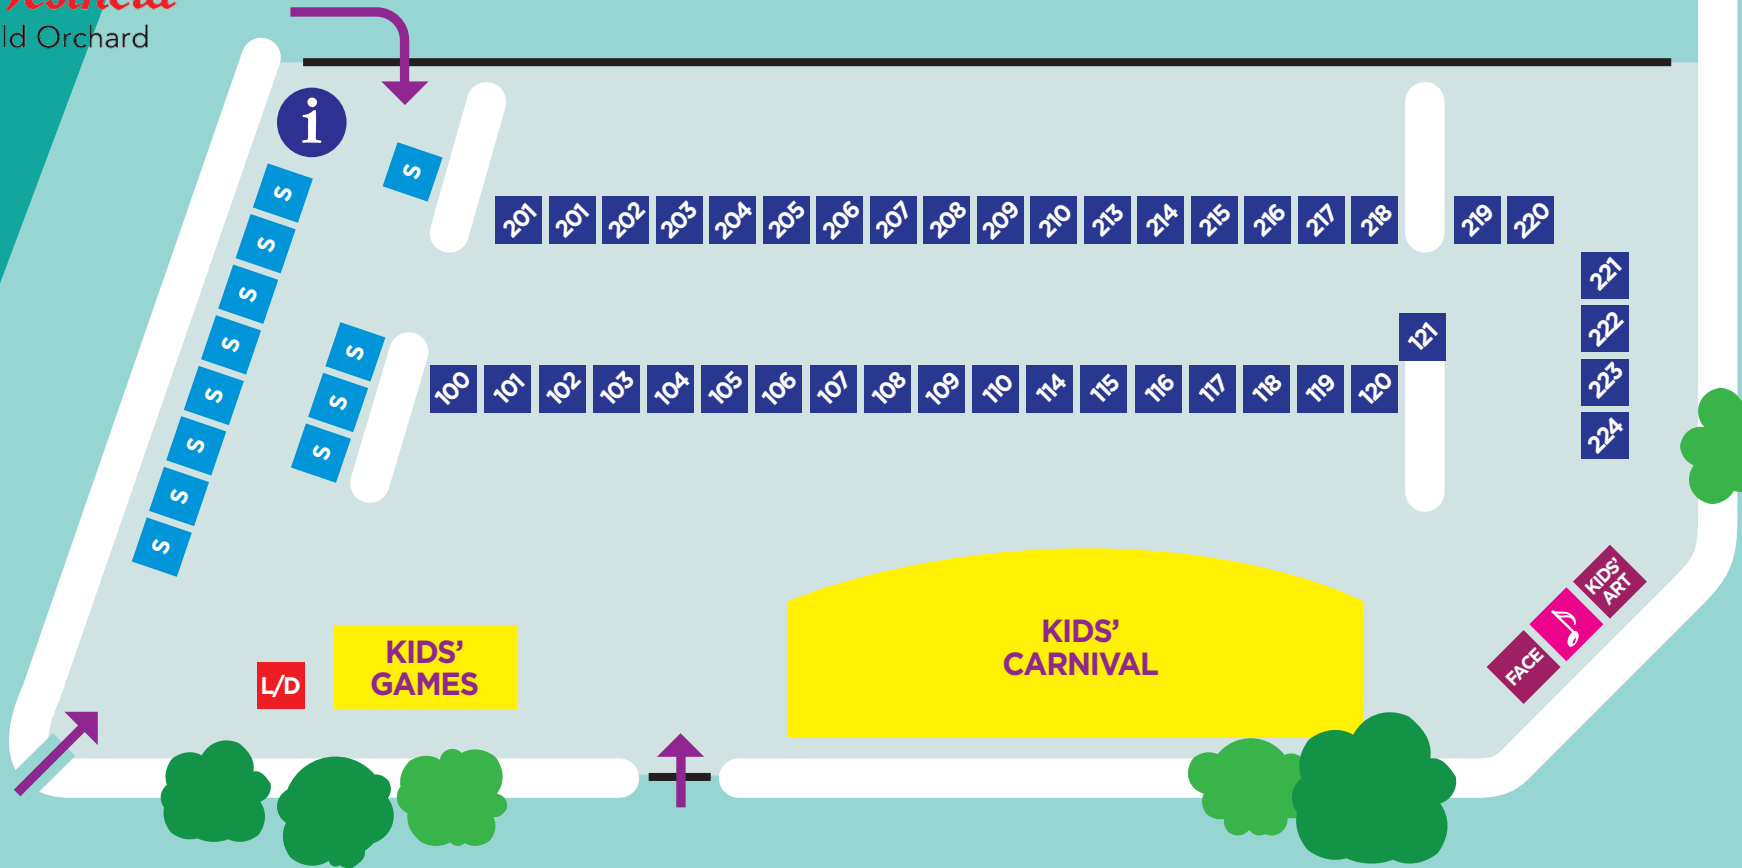 ld Orchard
i
S
201 201 202 203 204 205 206 207 208 209 210 213 214 215 216 217 218 219 220
S
S
S
S
S
S
S
S
221
222
223
224
121
S
S
S
100 101 102 103 104 105 106 107 108 109 110 114 115 116 117 118 119 120
KIDS’
ART
FACE
KIDS’
GAMES
L/D
KIDS’
CARNIVAL